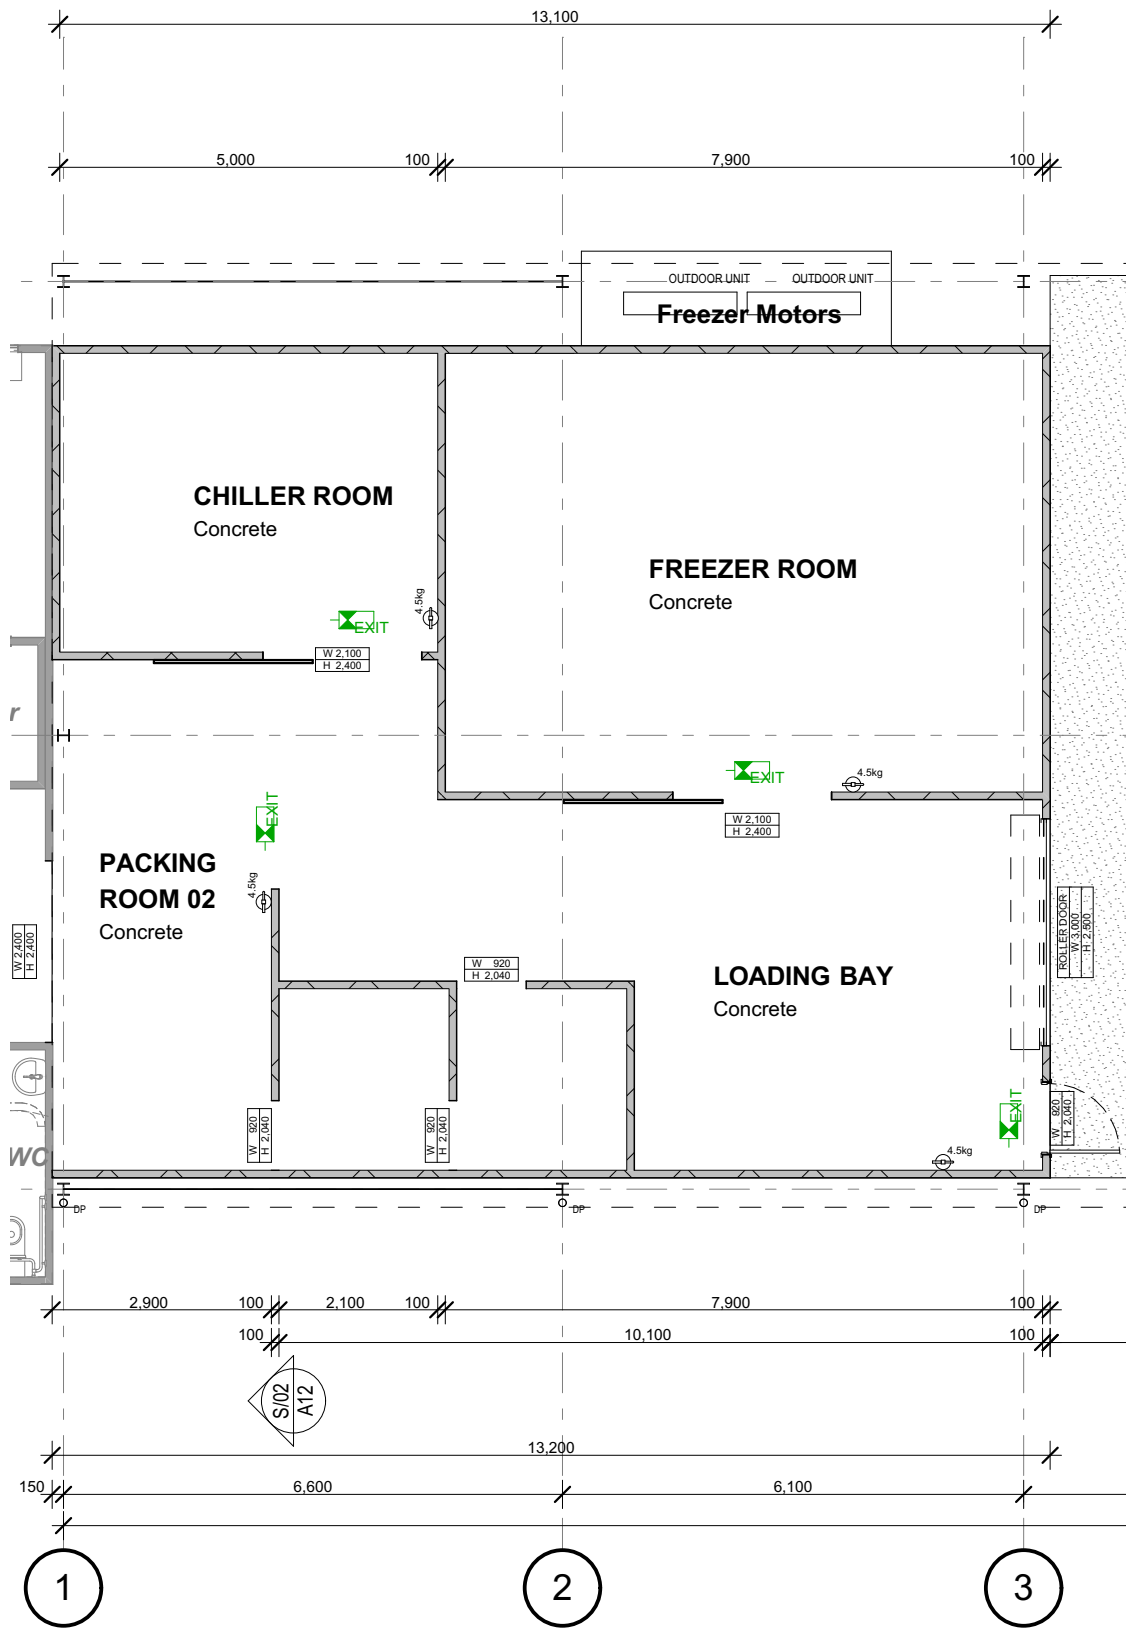 13,100
5,000
100
7,900
100
OUTDOOR UNIT
OUTDOOR UNIT
Freezer Motors
CHILLER ROOM
Concrete
FREEZER ROOM
Concrete
4.5kg
EXIT
W 2,100
H 2,400
r
4.5kg
EXIT
W 2,100
H 2,400
EXIT
PACKING
ROOM 02
Concrete
4.5kg
W 2,400
H 2,400
W 920
H 2,040
LOADING BAY
Concrete
ROLLER DOOR
W 3,000
H 2,500
EXIT
W 920
H 2,040
W 920
H 2,040
W 920
H 2,040
4.5kg
WC
DP
DP
DP
2,900
100
2,100
100
7,900
100
100
10,100
100
S/02
A12
13,200
150
6,600
6,100
1
2
3